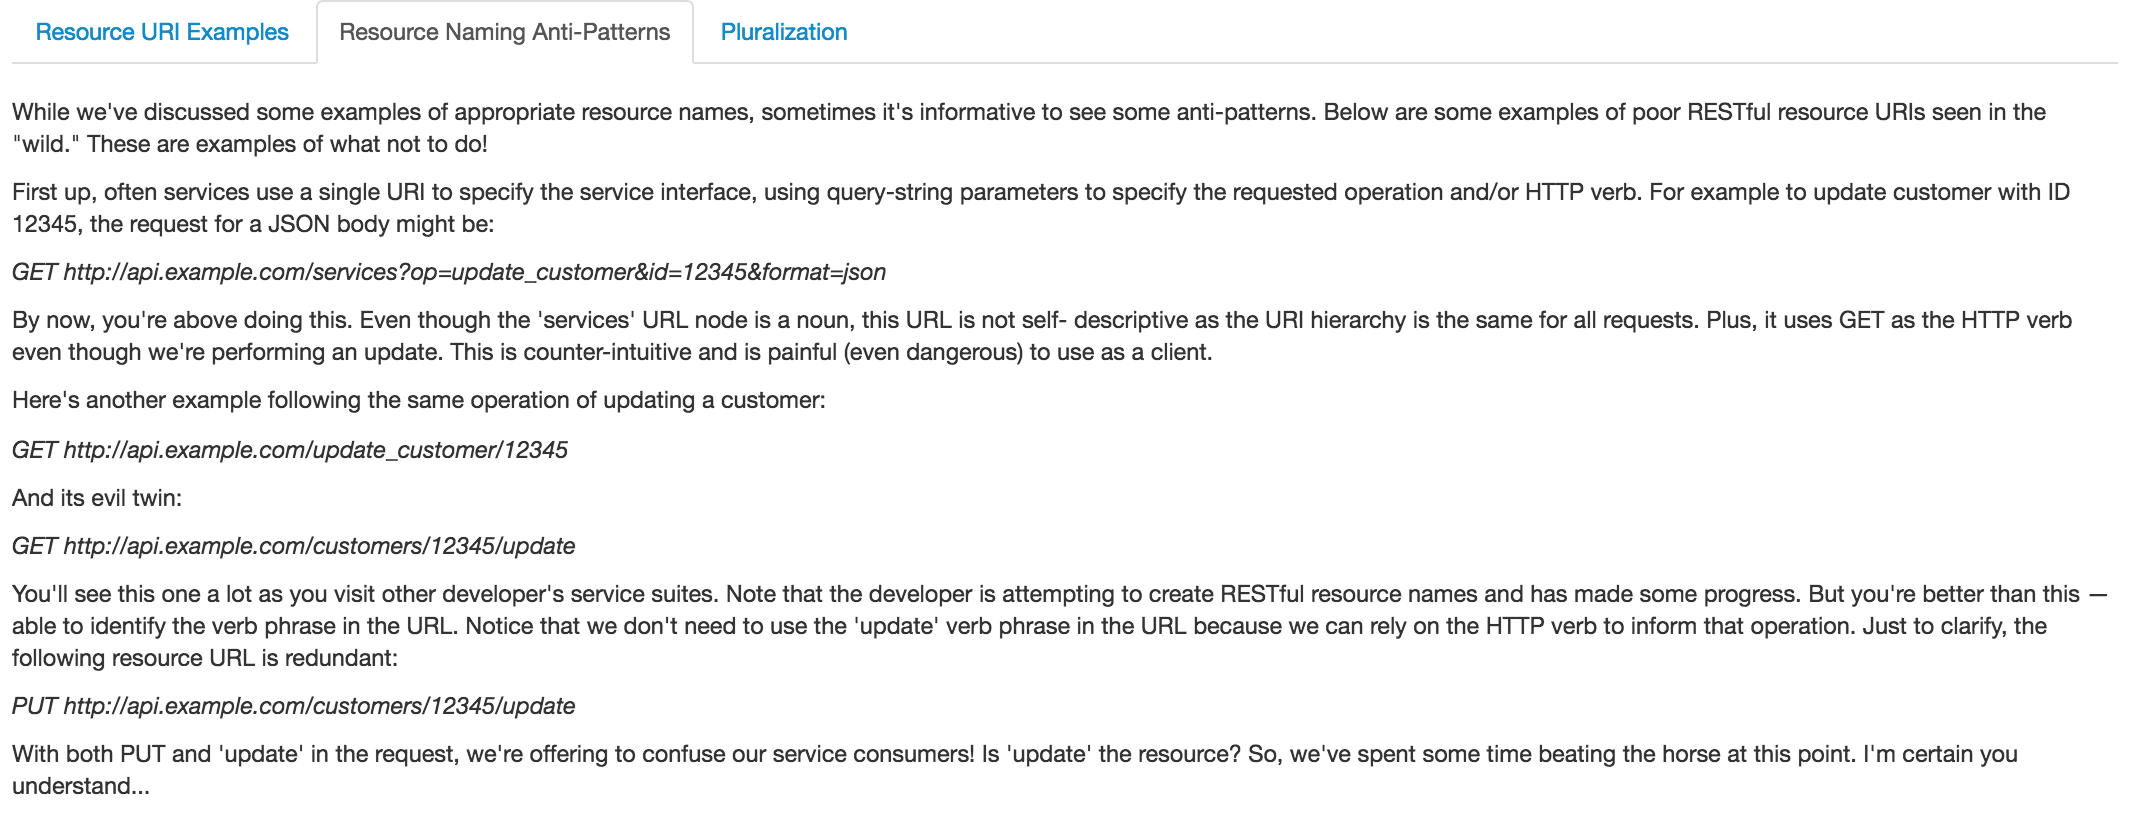 Resource URI Examples Resource Naming Anti-Patterns Pluralization
While we've discussed some examples of appropriate resource names, sometimes it's informative to see some anti-patterns. Below are some examples of poor RESTful resource URIs seen in the
"wild." These are examples of what not to do!
First up, often services use a single URI to specify the service interface, using query-string parameters to specify the requested operation and/or HTTP verb. For example to update customer with ID
12345, the request for a JSON body might be:
GET http://api.example.com/services?op=update_customer&id=12345&format=json
By now, you're above doing this. Even though the 'services' URL node is a noun, this URL is not self- descriptive as the URI hierarchy is the same for all requests. Plus, it uses GET as the HTTP verb
even though we're performing an update. This is counter-intuitive and is painful (even dangerous) to use as a client.
Here's another example following the same operation of updating a customer:
GET http://api.example.com/update_customer/12345
And its evil twin:
GET http://api.example.com/customers/12345/update
You'll see this one a lot as you visit other developer's service suites. Note that the developer is attempting to create RESTful resource names and has made some progress. But you're better than this —
able to identify the verb phrase in the URL. Notice that we don't need to use the 'update' verb phrase in the URL because we can rely on the HTTP verb to inform that operation. Just to clarify, the
following resource URL is redundant:
PUT http://api.example.com/customers/12345/update
With both PUT and 'update' in the request, we're offering to confuse our service consumers! Is 'update' the resource? So, we've spent some time beating the horse at this point. I'm certain you
understand...